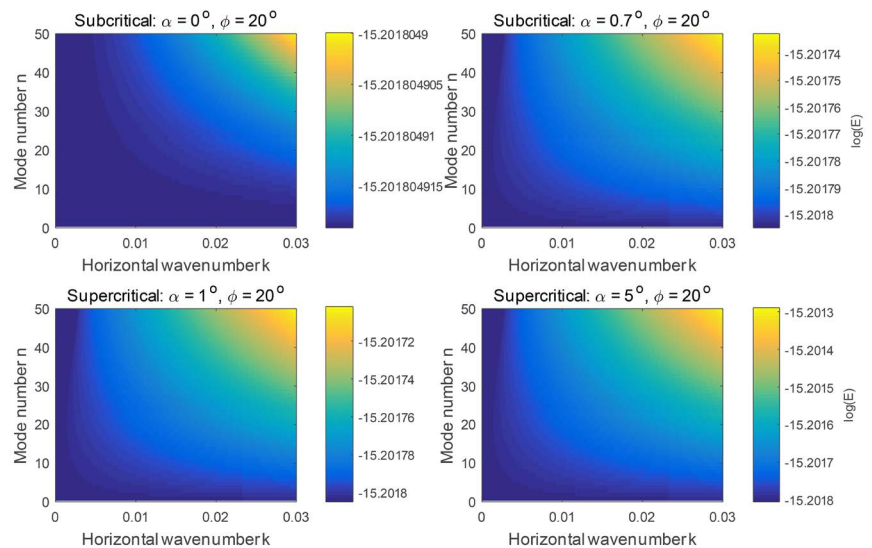 Subcritical: α = 0°, ϕ = 20°
Mode number n
50
40
30
20
10
0
0 0.01 0.02 0.03
Horizontal wavenumber k
-15.2018049
-15.201804905
-15.20180491
-15.201804915
Subcritical: α = 0.7°, ϕ = 20°
Mode number n
50
40
30
20
10
0
0 0.01 0.02 0.03
Horizontal wavenumber k
-15.20174
-15.20175
-15.20176
-15.20177
-15.20178
-15.20179
-15.2018
log(E)
Supercritical: α = 1°, ϕ = 20°
Mode number n
50
40
30
20
10
0
0 0.01 0.02 0.03
Horizontal wavenumber k
-15.20172
-15.20174
-15.20176
-15.20178
-15.2018
Supercritical: α = 5°, ϕ = 20°
Mode number n
50
40
30
20
10
0
0 0.01 0.02 0.03
Horizontal wavenumber k
-15.2013
-15.2014
-15.2015
-15.2016
-15.2017
-15.2018
log(E)